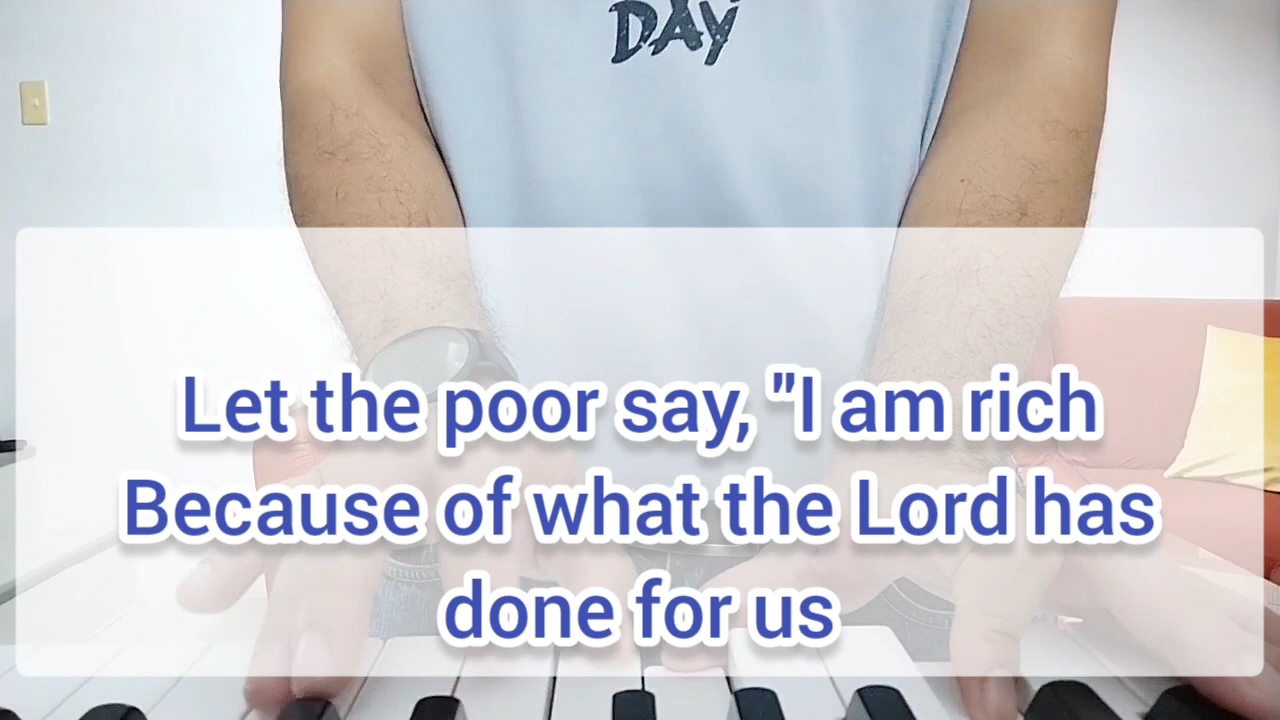 DAY
Let the poor say, "I am rich
Because of what the Lord has
done for us